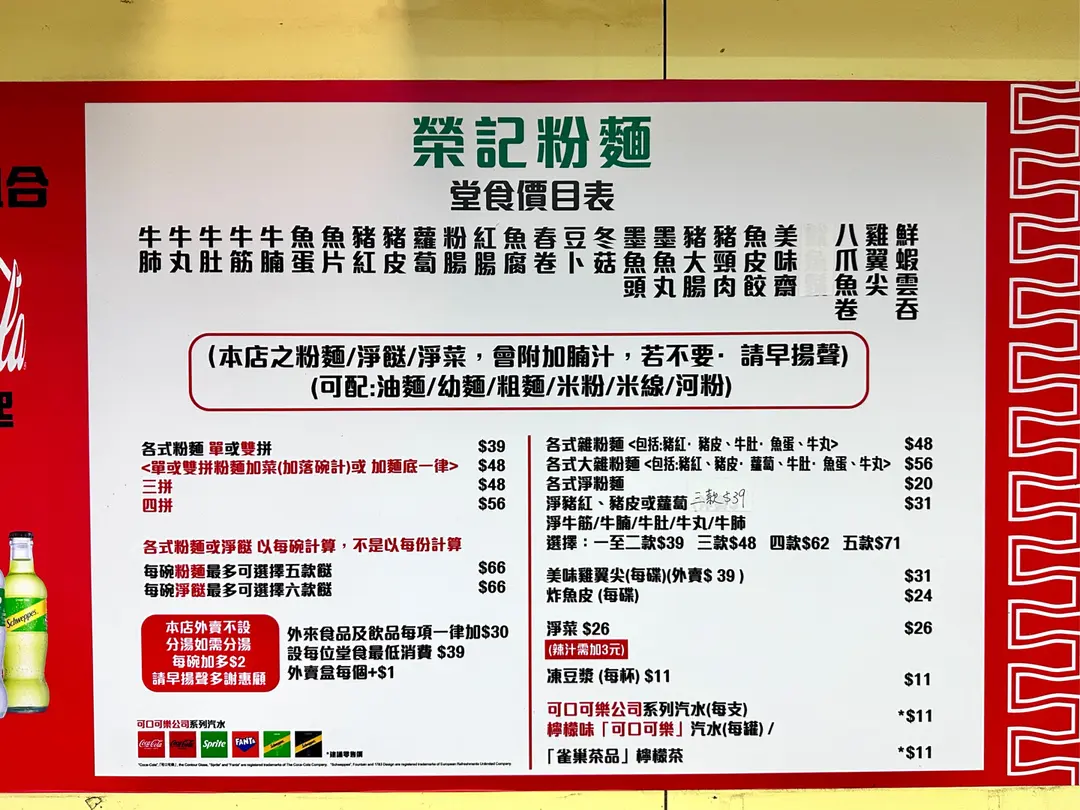 合
榮記粉麵
堂食價目表
牛肺 牛丸 牛肚 牛筋 牛腩 魚蛋 魚片 豬紅 豬皮 蘿蔔 粉腸 紅腸 魚腐 春卷 豆卜 冬菇 墨魚頭 墨魚丸 豬大腸 豬頸肉 魚皮餃 美味齋 八爪魚卷 雞翼尖 鮮蝦雲吞
(本店之粉麵/淨餸/淨菜，會附加腩汁，若不要· 請早揚聲)
(可配:油麵/幼麵/粗麵/米粉/米線/河粉)
各式粉麵 單或雙拼 $39
<單或雙拼粉麵加菜(加落碗計)或 加麵底一律> $48
三拼 $48
四拼 $56
各式粉麵或淨餸 以每碗計算，不是以每份計算
每碗粉麵最多可選擇五款餸 $66
每碗淨餸最多可選擇六款餸 $66
本店外賣不設
分湯如需分湯
每碗加多$2
請早揚聲多謝惠顧
外來食品及飲品每項一律加$30
設每位堂食最低消費 $39
外賣盒每個+$1
可口可樂公司系列汽水
Coca-Cola Coca-Cola Sprite FANTA Schweppes Schweppes *建議零售價
各式雜粉麵 <包括:豬紅· 豬皮、牛肚· 魚蛋、牛丸> $48
各式大雜粉麵 <包括:豬紅、豬皮· 蘿蔔、牛肚· 魚蛋、牛丸> $56
各式淨粉麵 $20
淨豬紅、豬皮或蘿蔔 三款$39 $31
淨牛筋/牛腩/牛肚/牛丸/牛肺
選擇：一至二款$39 三款$48 四款$62 五款$71
美味雞翼尖(每碟)(外賣$ 39 ) $31
炸魚皮 (每碟) $24
淨菜 $26 $26
(辣汁需加3元)
凍豆漿 (每杯) $11 $11
可口可樂公司系列汽水(每支) *$11
檸檬味「可口可樂」汽水(每罐) /
「雀巢茶品」檸檬茶 *$11
Schweppes